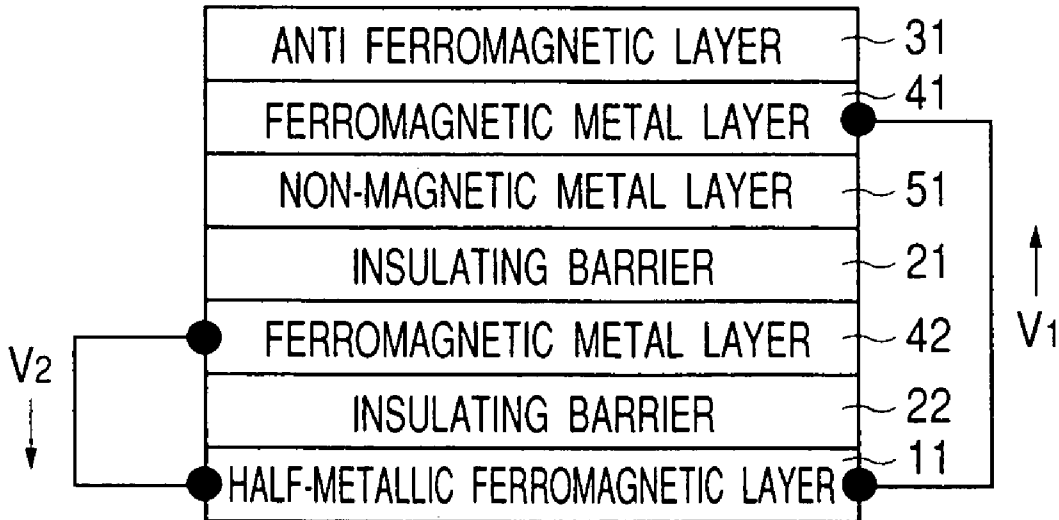 ANTI FERROMAGNETIC LAYER 31
FERROMAGNETIC METAL LAYER 41
NON-MAGNETIC METAL LAYER 51
INSULATING BARRIER 21
FERROMAGNETIC METAL LAYER 42
INSULATING BARRIER 22
HALF-METALLIC FERROMAGNETIC LAYER 11
V2
V1